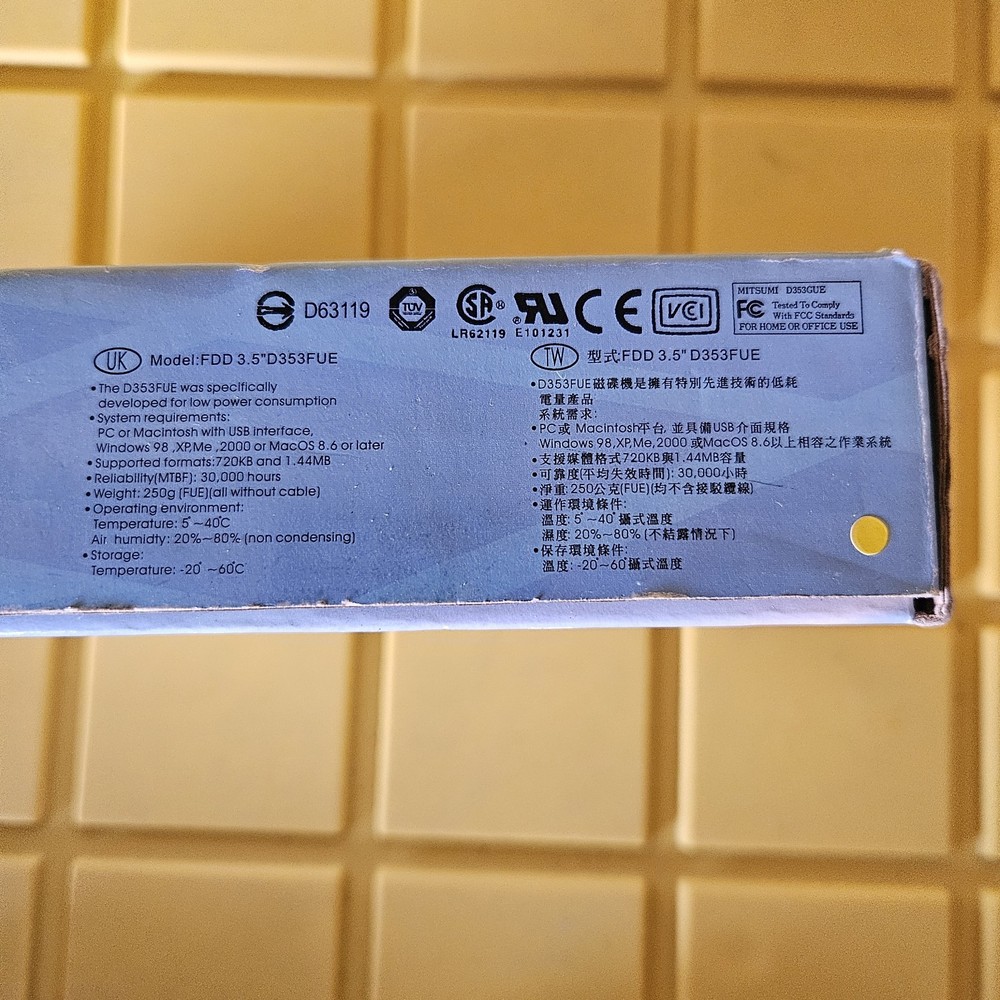 D63119
TÜV
SA
LR62119
RU
E101231
CE
VCI
MITSUMI D353GUE
FC Tested To Comply
With FCC Standards
FOR HOME OR OFFICE USE
UK Model:FDD 3.5"D353FUE
•The D353FUE was specifically
developed for low power consumption
•System requirements:
PC or Macintosh with USB interface,
Windows 98 ,XP,Me ,2000 or MacOS 8.6 or later
•Supported formats:720KB and 1.44MB
•Reliability(MTBF): 30,000 hours
•Weight: 250g (FUE)(all without cable)
•Operating environment:
Temperature: 5°~40°C
Air humidty: 20%~80% (non condensing)
•Storage:
Temperature: -20° ~60°C
TW 型式:FDD 3.5" D353FUE
•D353FUE磁碟機是擁有特別先進技術的低耗
電量產品
系統需求:
•PC或 Macintosh平台, 並具備USB介面規格
Windows 98 ,XP,Me ,2000 或MacOS 8.6以上相容之作業系統
•支援媒體格式720KB與1.44MB容量
•可靠度(平均失效時間): 30,000小時
•淨重:250公克(FUE)(均不含接駁纜線)
•運作環境條件:
溫度: 5°~40°攝式溫度
濕度: 20%~80% (不結露情況下)
•保存環境條件:
溫度: -20°~60°攝式溫度